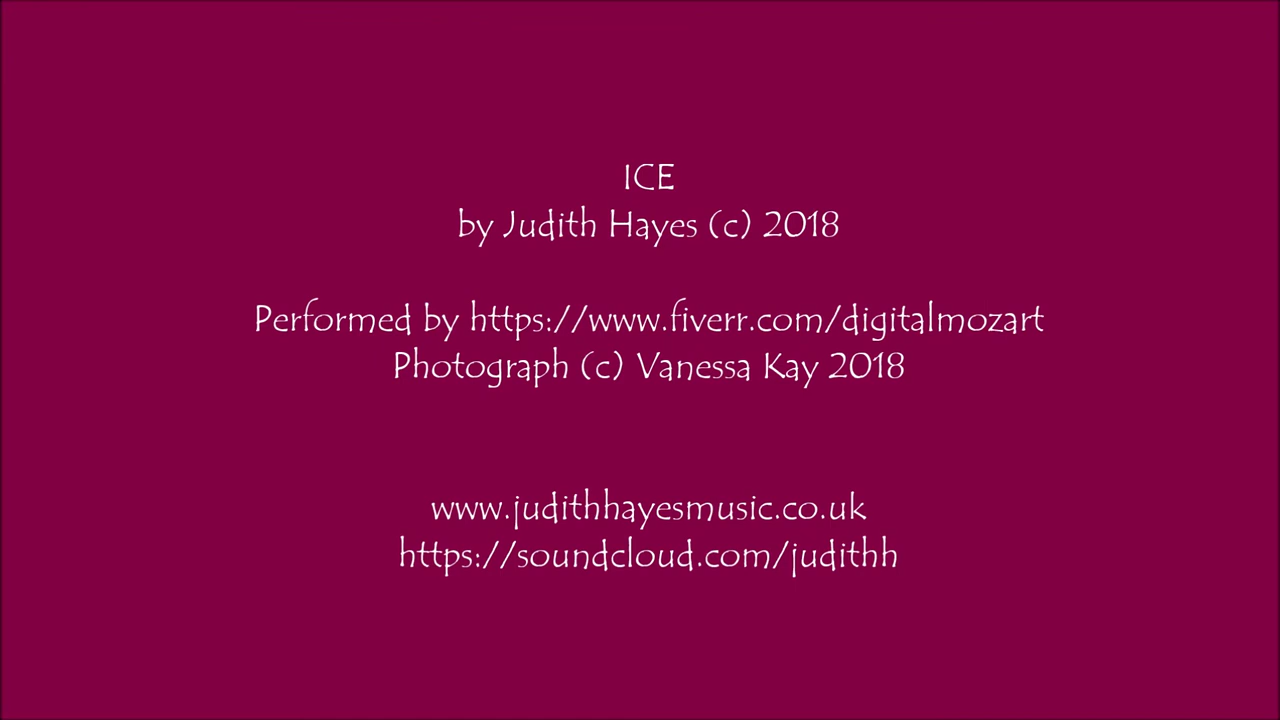 ICE
by Judith Hayes (c) 2018
Performed by https://www.fiverr.com/digitalmozart
Photograph (c) Vanessa Kay 2018
www.judithhayesmusic.co.uk
https://soundcloud.com/judithh